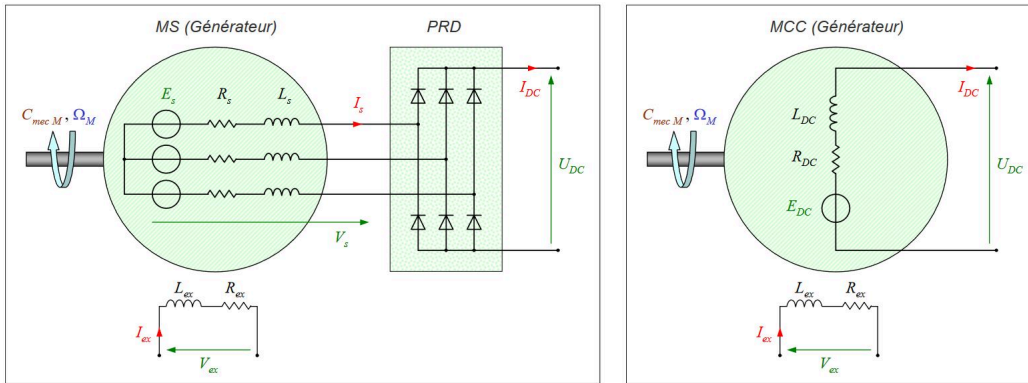 MS (Générateur)
PRD
E_s R_s L_s
I_s
I_DC
C_mec M , Ω_M
U_DC
V_s
L_ex R_ex
I_ex
V_ex
MCC (Générateur)
I_DC
L_DC
C_mec M , Ω_M
R_DC
U_DC
E_DC
L_ex R_ex
I_ex
V_ex